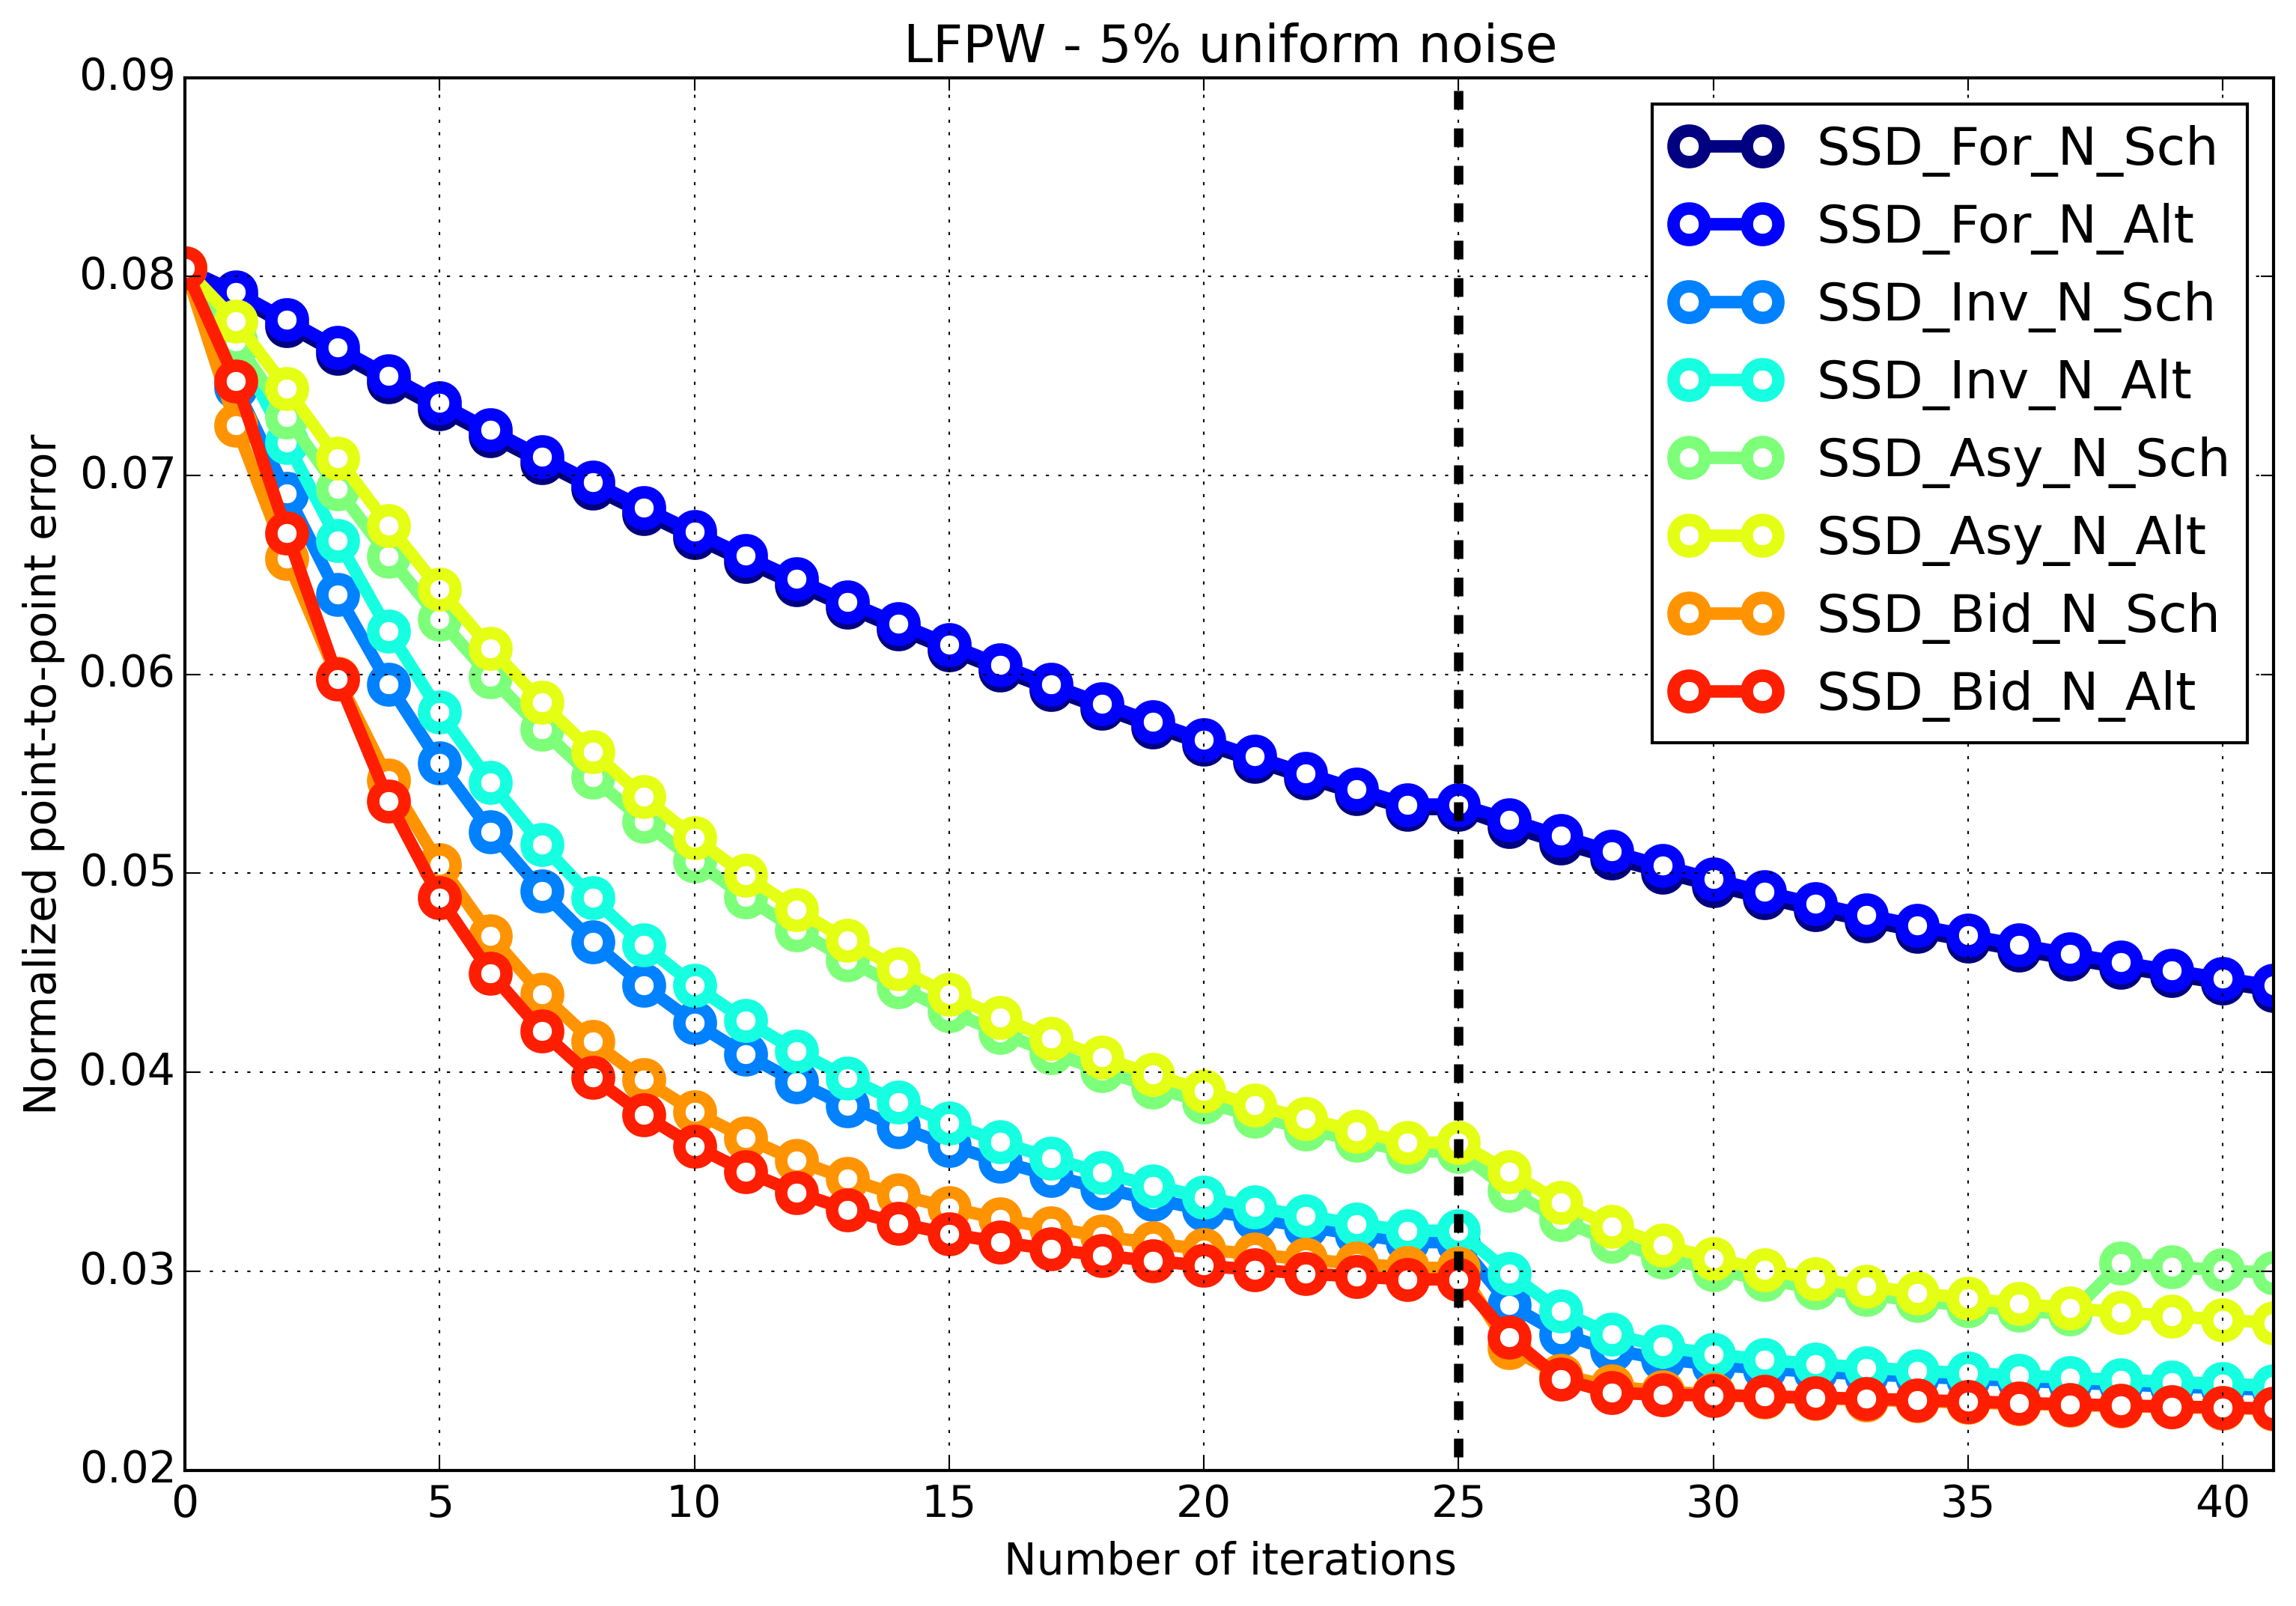 LFPW - 5% uniform noise
0.09
0.08
0.07
0.06
0.05
0.04
0.03
0.02
Normalized point-to-point error
SSD_For_N_Sch
SSD_For_N_Alt
SSD_Inv_N_Sch
SSD_Inv_N_Alt
SSD_Asy_N_Sch
SSD_Asy_N_Alt
SSD_Bid_N_Sch
SSD_Bid_N_Alt
0 5 10 15 20 25 30 35 40
Number of iterations